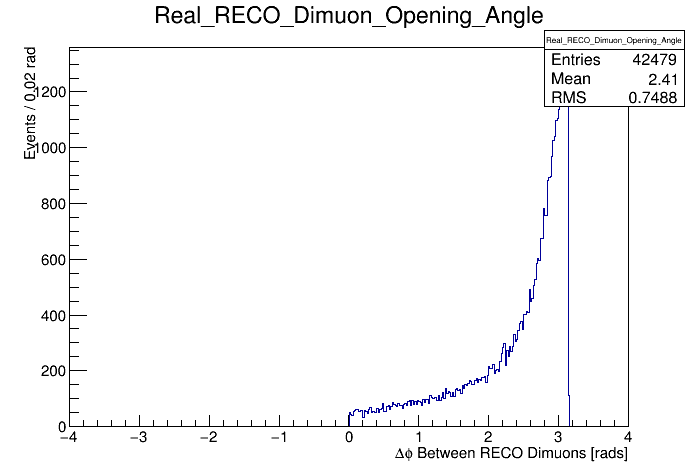 Real_RECO_Dimuon_Opening_Angle
Real_RECO_Dimuon_Opening_Angle
Entries 42479
Mean 2.41
RMS 0.7488
Events / 0.02 rad
1200
1000
800
600
400
200
0
−4 −3 −2 −1 0 1 2 3 4
Δϕ Between RECO Dimuons [rads]